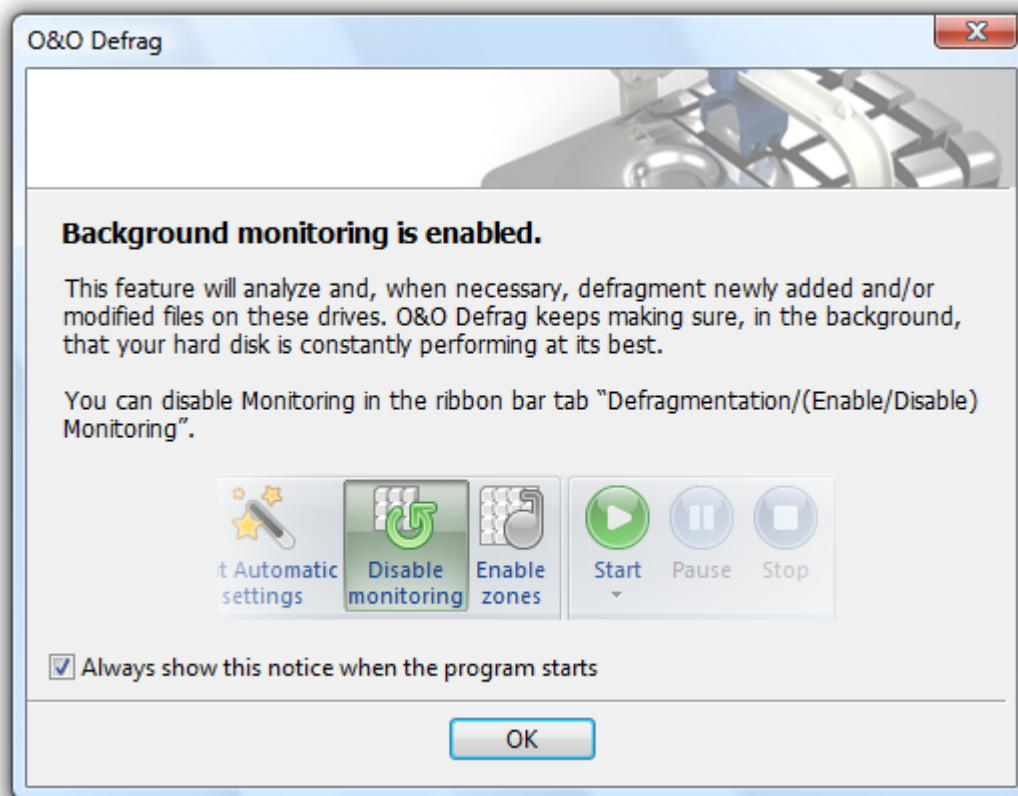 O&O Defrag
Background monitoring is enabled.
This feature will analyze and, when necessary, defragment newly added and/or
modified files on these drives. O&O Defrag keeps making sure, in the background,
that your hard disk is constantly performing at its best.
You can disable Monitoring in the ribbon bar tab “Defragmentation/(Enable/Disable)
Monitoring”.
Automatic
settings
Disable
monitoring
Enable
zones
Start
Pause
Stop
Always show this notice when the program starts
OK